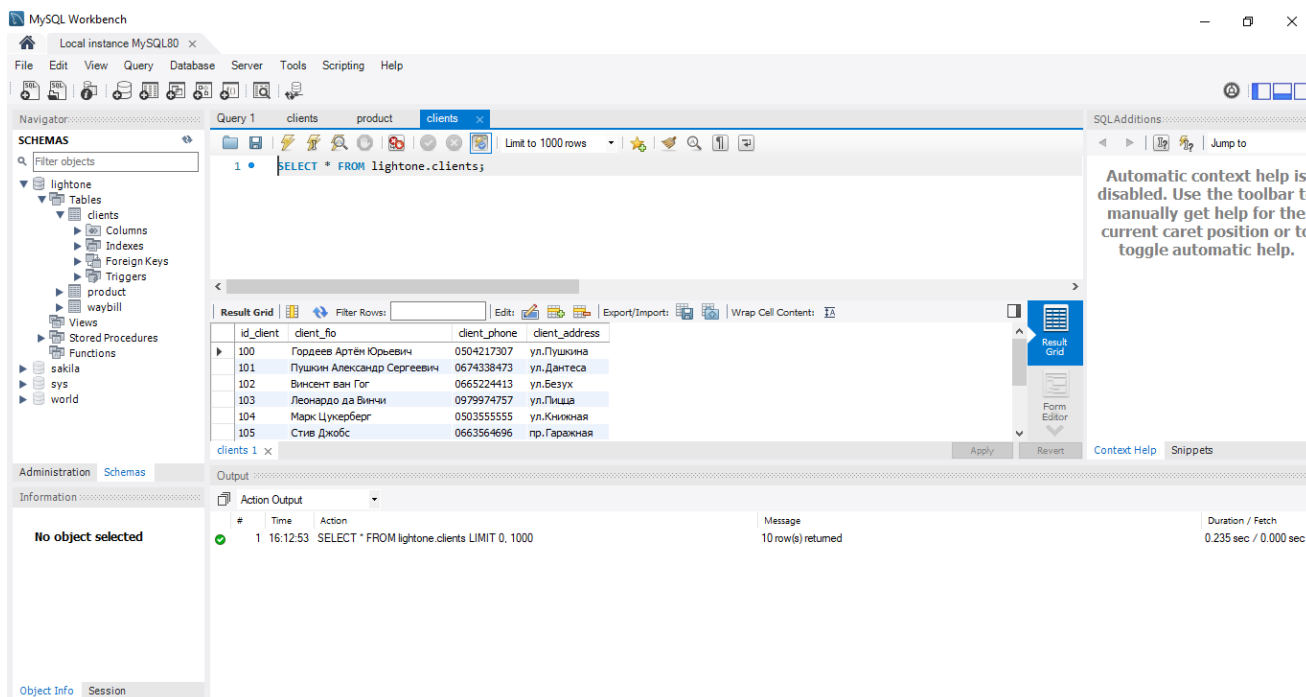 MySQL Workbench
Local instance MySQL80
File Edit View Query Database Server Tools Scripting Help
Navigator
SCHEMAS
Filter objects
lightone
Tables
clients
Columns
Indexes
Foreign Keys
Triggers
product
waybill
Views
Stored Procedures
Functions
sakila
sys
world
Administration Schemas
Information
No object selected
Object Info Session
Query 1 clients product clients
Limit to 1000 rows
1 SELECT * FROM lightone.clients;
Result Grid Filter Rows: Edit: Export/Import: Wrap Cell Content:
id_client client_fio client_phone client_address
100 Гордеев Артём Юрьевич 0504217307 ул.Пушкина
101 Пушкин Александр Сергеевич 0674338473 ул.Дантеса
102 Винсент ван Гог 0665224413 ул.Безух
103 Леонардо да Винчи 0979974757 ул.Пицца
104 Марк Цукерберг 0503555555 ул.Книжная
105 Стив Джобс 0663564696 пр.Гаражная
Result
Grid
Form
Editor
clients 1 Apply Revert
Output
Action Output
# Time Action Message Duration / Fetch
1 16:12:53 SELECT * FROM lightone.clients LIMIT 0, 1000 10 row(s) returned 0.235 sec / 0.000 sec
SQLAdditions
Jump to
Automatic context help is
disabled. Use the toolbar t
manually get help for the
current caret position or to
toggle automatic help.
Context Help Snippets